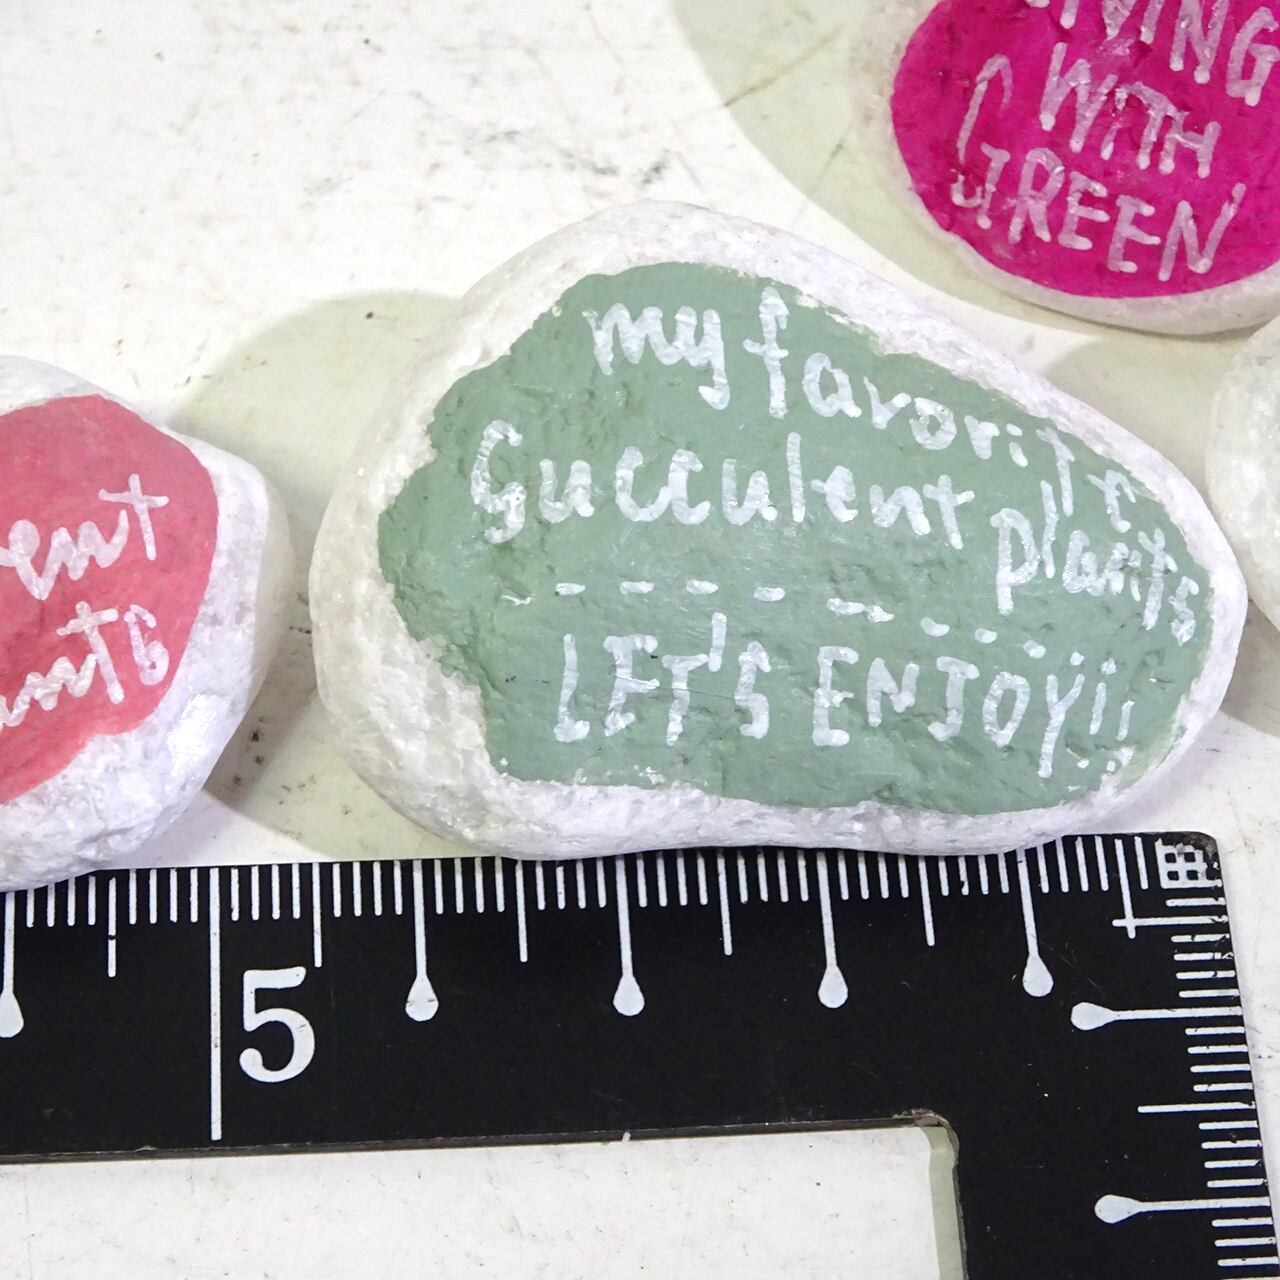 WITH
GREEN
my favorite
Succulent plants
LET'S ENJOY!!
5